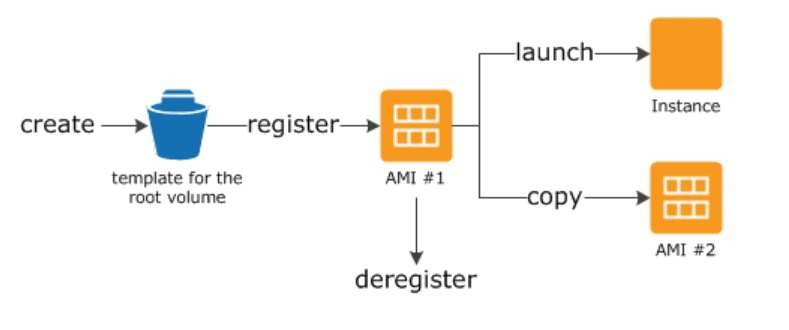 create
template for the
root volume
register
AMI #1
deregister
launch
Instance
copy
AMI #2